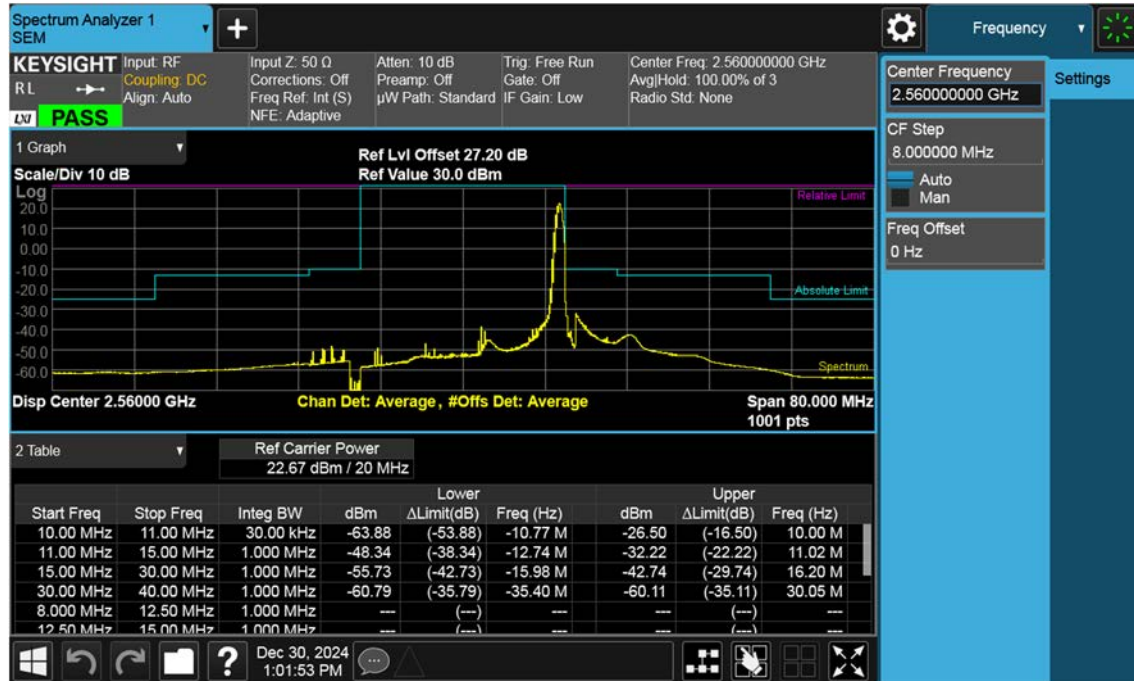 Spectrum Analyzer 1
SEM
Frequency
KEYSIGHT
RL
LXI
PASS
Input: RF
Coupling: DC
Align: Auto
Input Z: 50 Ω
Corrections: Off
Freq Ref: Int (S)
NFE: Adaptive
Atten: 10 dB
Preamp: Off
µW Path: Standard
Trig: Free Run
Gate: Off
IF Gain: Low
Center Freq: 2.560000000 GHz
Avg|Hold: 100.00% of 3
Radio Std: None
Center Frequency
2.560000000 GHz
Settings
CF Step
8.000000 MHz
Auto
Man
Freq Offset
0 Hz
1 Graph
Scale/Div 10 dB
Ref Lvl Offset 27.20 dB
Ref Value 30.0 dBm
Log
20.0
10.0
0.00
-10.0
-20.0
-30.0
-40.0
-50.0
-60.0
Relative Limit
Absolute Limit
Spectrum
Disp Center 2.56000 GHz
Chan Det: Average, #Offs Det: Average
Span 80.000 MHz
1001 pts
2 Table
Ref Carrier Power
22.67 dBm / 20 MHz
Lower Upper
Start Freq Stop Freq Integ BW dBm ΔLimit(dB) Freq (Hz) dBm ΔLimit(dB) Freq (Hz)
10.00 MHz 11.00 MHz 30.00 kHz -63.88 (-53.88) -10.77 M -26.50 (-16.50) 10.00 M
11.00 MHz 15.00 MHz 1.000 MHz -48.34 (-38.34) -12.74 M -32.22 (-22.22) 11.02 M
15.00 MHz 30.00 MHz 1.000 MHz -55.73 (-42.73) -15.98 M -42.74 (-29.74) 16.20 M
30.00 MHz 40.00 MHz 1.000 MHz -60.79 (-35.79) -35.40 M -60.11 (-35.11) 30.05 M
8.000 MHz 12.50 MHz 1.000 MHz --- (---) --- --- (---) ---
12.50 MHz 15.00 MHz 1.000 MHz --- (---) --- --- (---) ---
Dec 30, 2024
1:01:53 PM